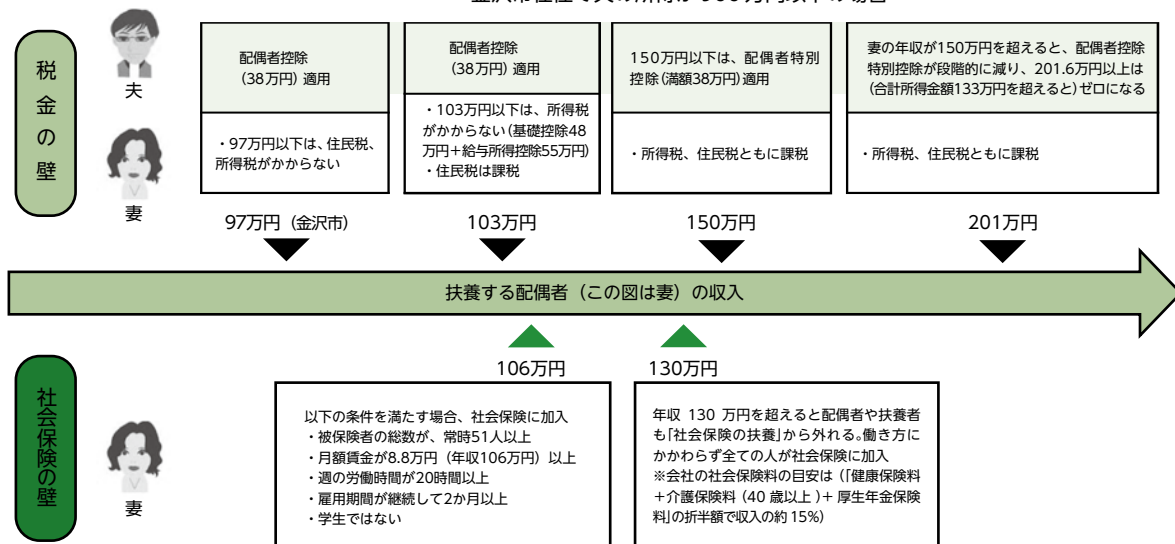 税金の壁
夫
妻
配偶者控除
(38万円) 適用
・97万円以下は、住民税、
所得税がかからない
配偶者控除
(38万円) 適用
・103万円以下は、所得税
がかからない(基礎控除48
万円+給与所得控除55万円)
・住民税は課税
150万円以下は、配偶者特別
控除(満額38万円)適用
・所得税、住民税ともに課税
妻の年収が150万円を超えると、配偶者控除
特別控除が段階的に減り、201.6万円以上は
(合計所得金額133万円を超えると)ゼロになる
・所得税、住民税ともに課税
97万円(金沢市)
103万円
150万円
201万円
扶養する配偶者(この図は妻)の収入
106万円
130万円
社会保険の壁
妻
以下の条件を満たす場合、社会保険に加入
・被保険者の総数が、常時51人以上
・月額賃金が8.8万円(年収106万円)以上
・週の労働時間が20時間以上
・雇用期間が継続して2か月以上
・学生ではない
年収 130 万円を超えると配偶者や扶養者
も「社会保険の扶養」から外れる。働き方に
かかわらず全ての人が社会保険に加入
※会社の社会保険料の目安は(「健康保険料
+介護保険料(40 歳以上)+厚生年金保険
料」の折半額で収入の約15%)